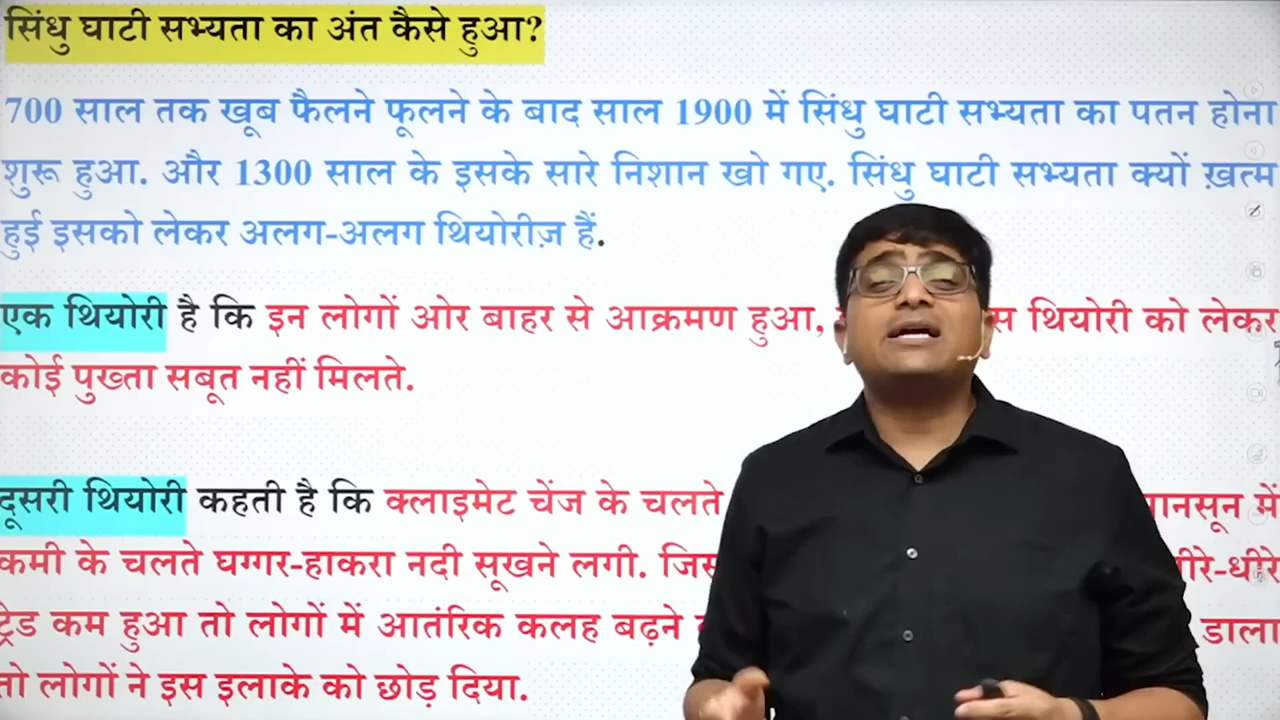 सिंधु घाटी सभ्यता का अंत कैसे हुआ?
700 साल तक खूब फैलने फूलने के बाद साल 1900 में सिंधु घाटी सभ्यता का पतन होना
शुरू हुआ. और 1300 साल के इसके सारे निशान खो गए. सिंधु घाटी सभ्यता क्यों ख़त्म
हुई इसको लेकर अलग-अलग थियोरीज़ हैं.
एक थियोरी है कि इन लोगों ओर बाहर से आक्रमण हुआ, थियोरी को लेकर
कोई पुख्ता सबूत नहीं मिलते.
दूसरी थियोरी कहती है कि क्लाइमेट चेंज के चलते में
कमी के चलते घग्गर-हाकरा नदी सूखने लगी.
ट्रेड कम हुआ तो लोगों में आतंरिक कलह बढ़ने डाला
तो लोगों ने इस इलाके को छोड़ दिया.